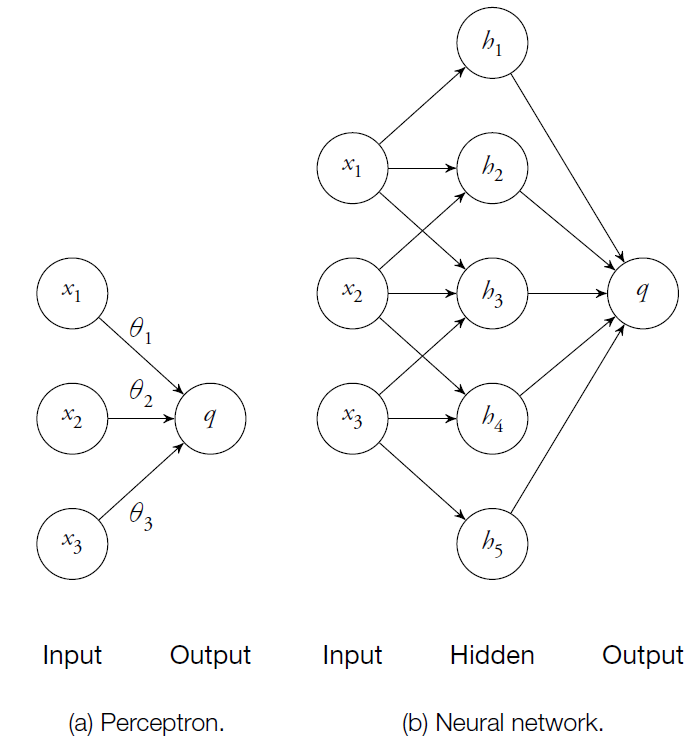 h₁
x₁
h₂
x₁
x₂
h₃
q
θ₁
θ₂
x₂
q
x₃
h₄
θ₃
x₃
h₅
Input Output Input Hidden Output
(a) Perceptron. (b) Neural network.